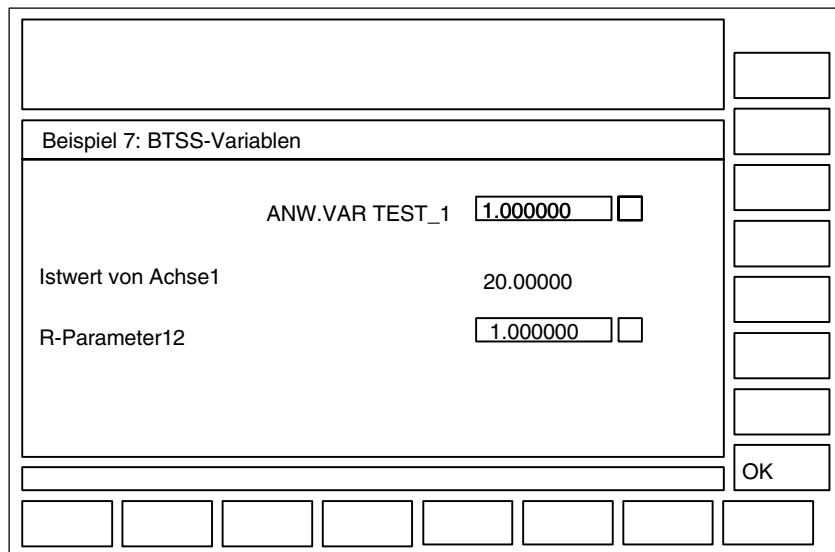 Beispiel 7: BTSS-Variablen
ANW.VAR TEST_1 1.000000
Istwert von Achse1 20.00000
R-Parameter12 1.000000
OK